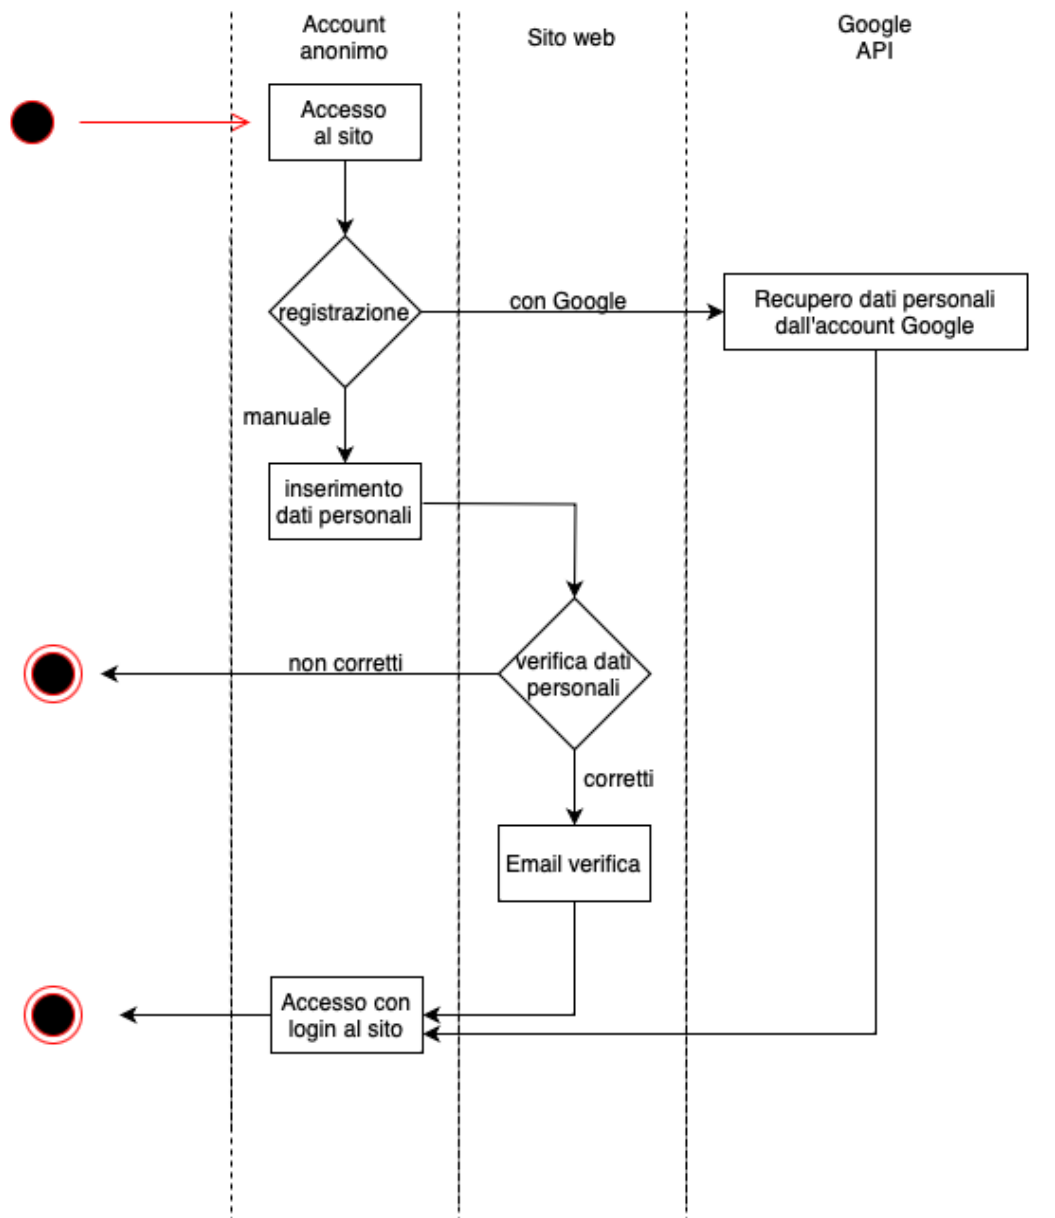 Account
anonimo
Sito web
Google
API
Accesso
al sito
registrazione
con Google
Recupero dati personali
dall'account Google
manuale
inserimento
dati personali
non corretti
verifica dati
personali
corretti
Email verifica
Accesso con
login al sito